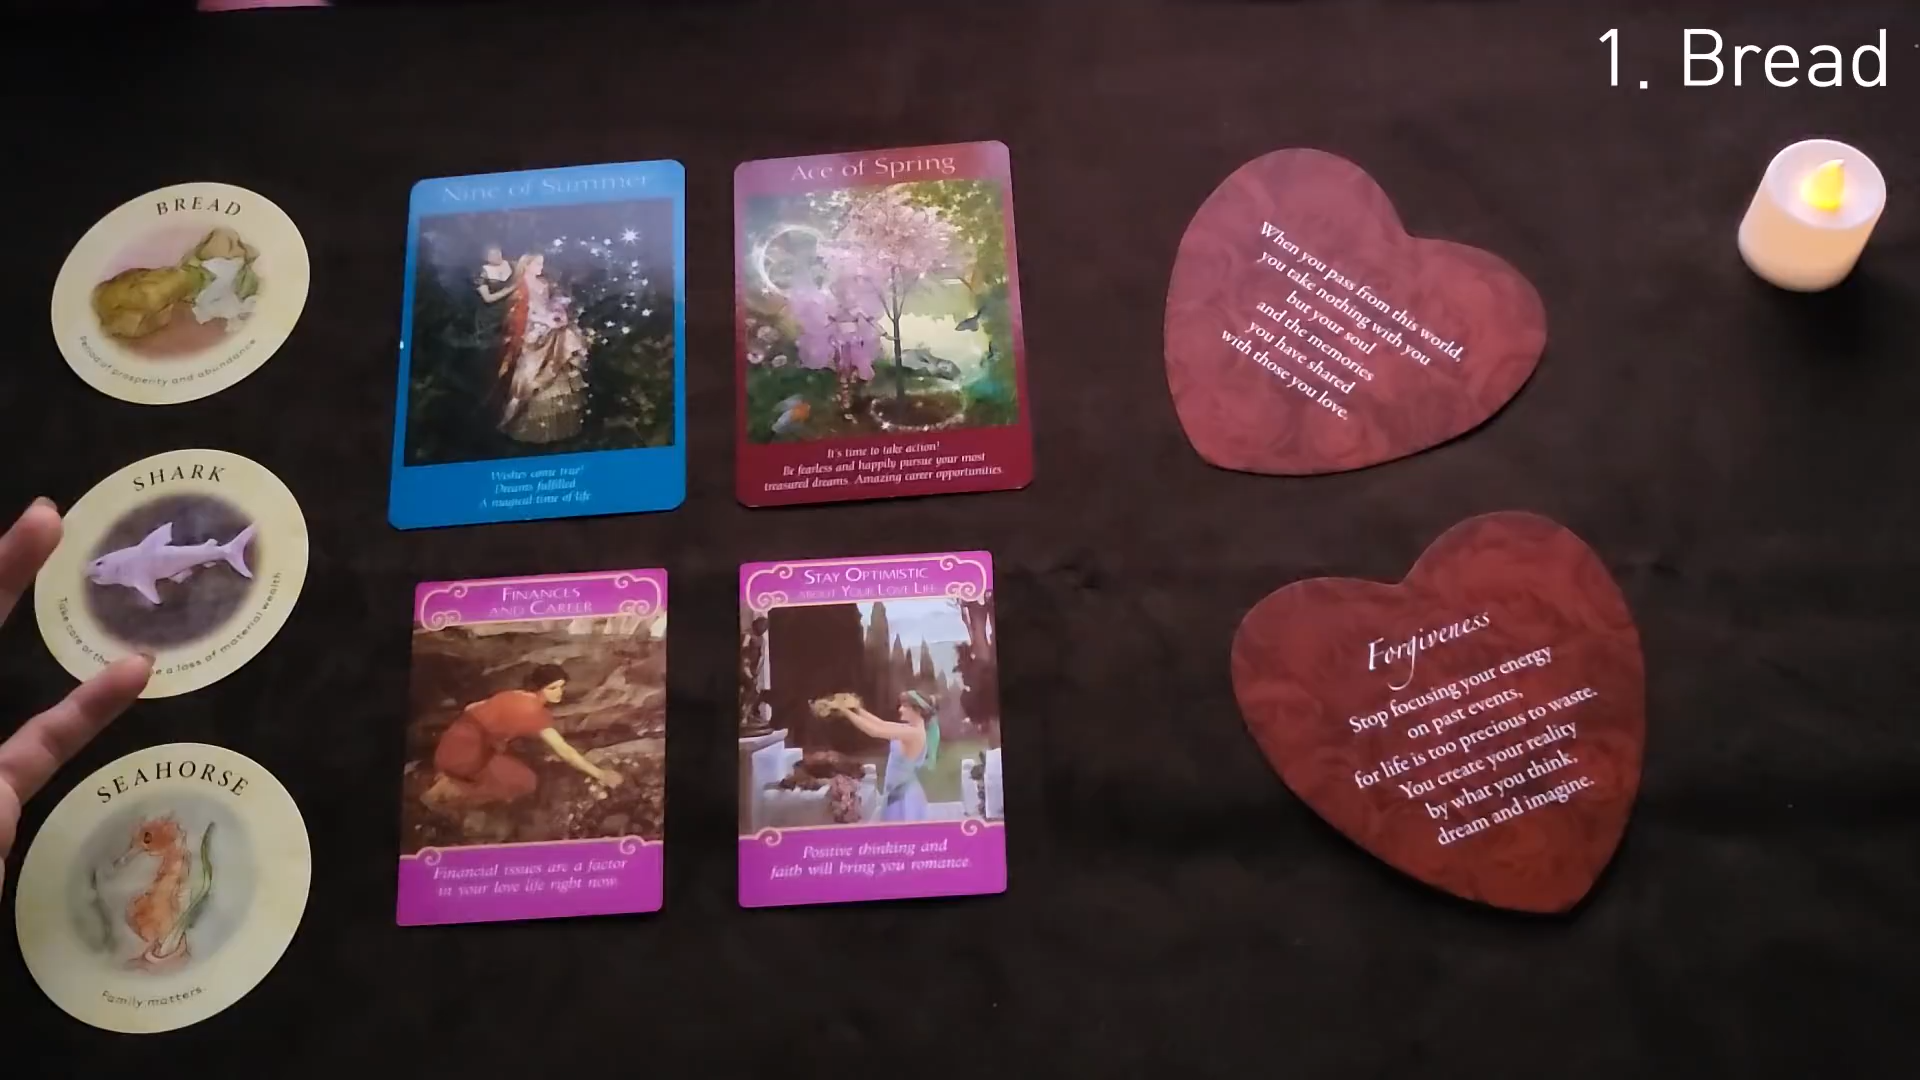 1. Bread
BREAD
Period of prosperity and abundance
SHARK
Take care or the
be a loss of material wealth
SEAHORSE
Family matters.
Nine of Summer
Wishes come true!
Dreams fulfilled
A magical time of life
Ace of Spring
It's time to take action!
Be fearless and happily pursue your most
treasured dreams. Amazing career opportunities.
FINANCES
AND CAREER
Financial issues are a factor
in your love life right now.
STAY OPTIMISTIC
ABOUT YOUR LOVE LIFE
Positive thinking and
faith will bring you romance.
When you pass from this world,
you take nothing with you
but your soul
and the memories
you have shared
with those you love.
Forgiveness
Stop focusing your energy
on past events,
for life is too precious to waste.
You create your reality
by what you think,
dream and imagine.